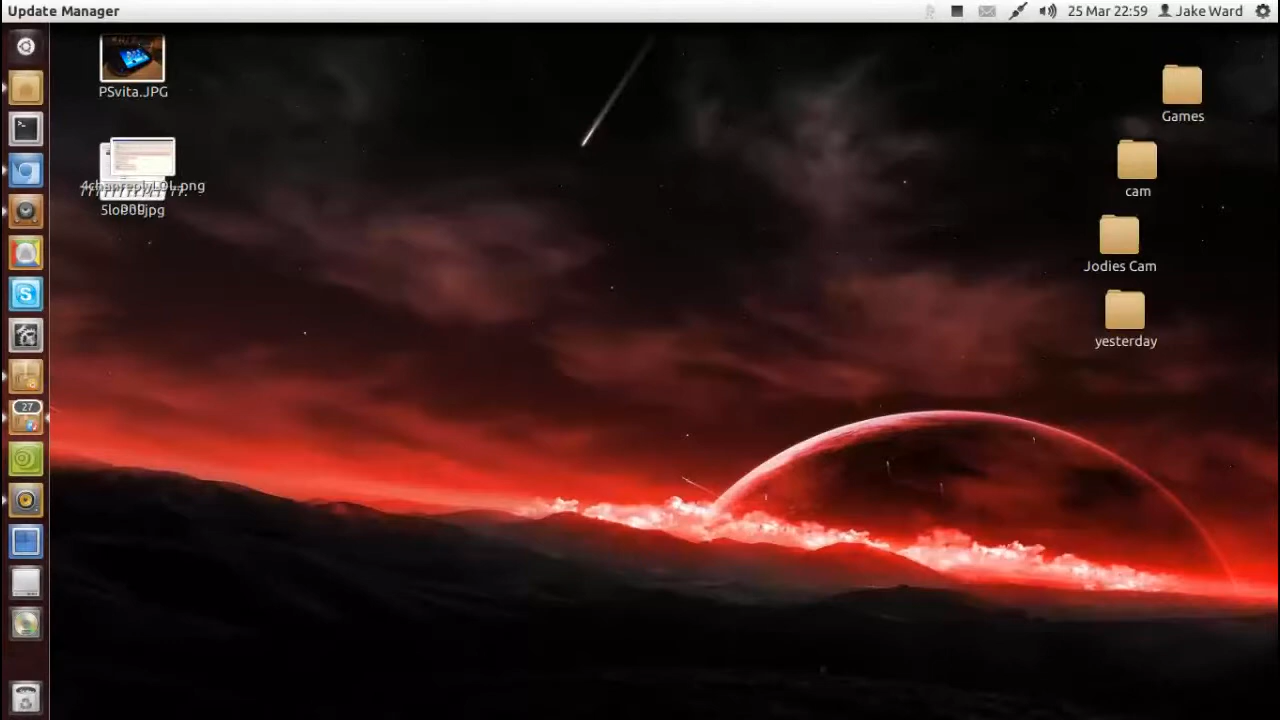 Update Manager
25 Mar 22:59
Jake Ward
PSvita.JPG
Games
cam
Jodies Cam
yesterday
27